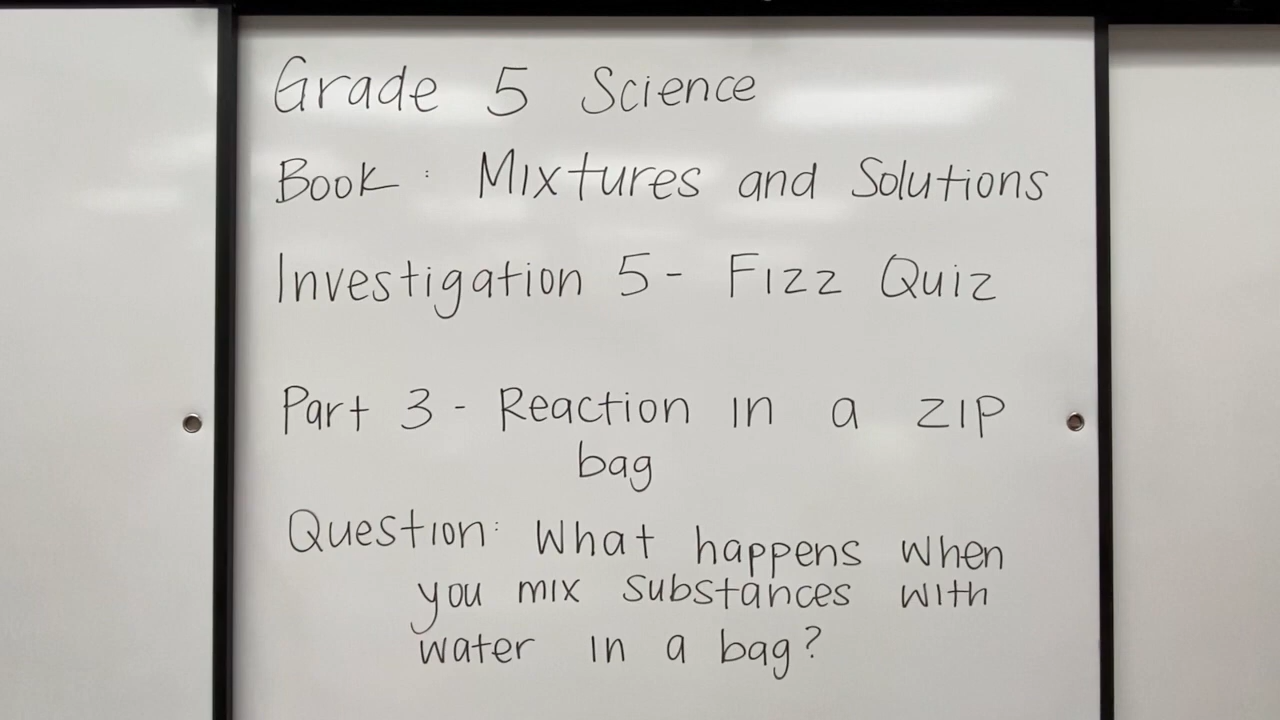 Grade 5 Science
Book: Mixtures and Solutions
Investigation 5- Fizz Quiz
Part 3 - Reaction in a zip
bag
Question: What happens when
you mix substances with
water in a bag?